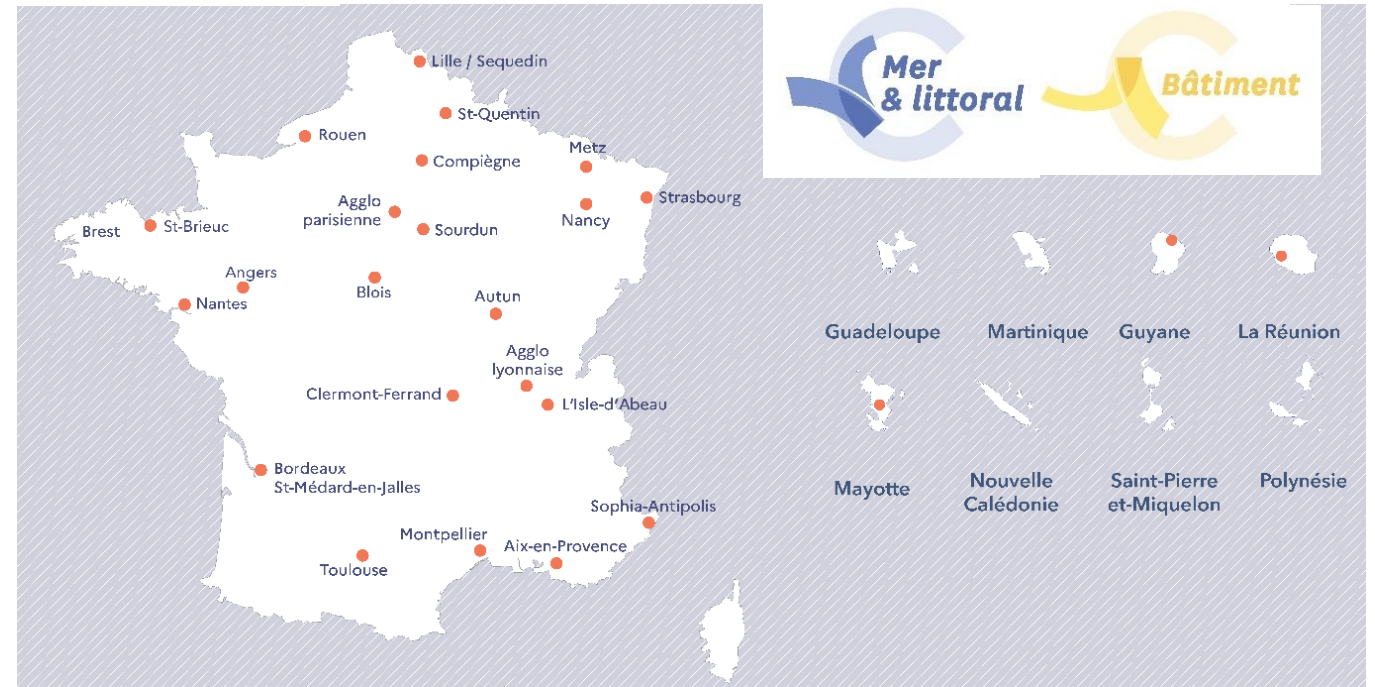 Mer
& littoral
Bâtiment
Lille / Sequedin
St-Quentin
Rouen
Compiègne
Metz
Strasbourg
Agglo
parisienne
Nancy
St-Brieuc
Brest
Sourdun
Angers
Blois
Nantes
Autun
Agglo
lyonnaise
Clermont-Ferrand
L'Isle-d'Abeau
Bordeaux
St-Médard-en-Jalles
Sophia-Antipolis
Montpellier
Aix-en-Provence
Toulouse
Guadeloupe
Martinique
Guyane
La Réunion
Mayotte
Nouvelle
Calédonie
Saint-Pierre
et-Miquelon
Polynésie